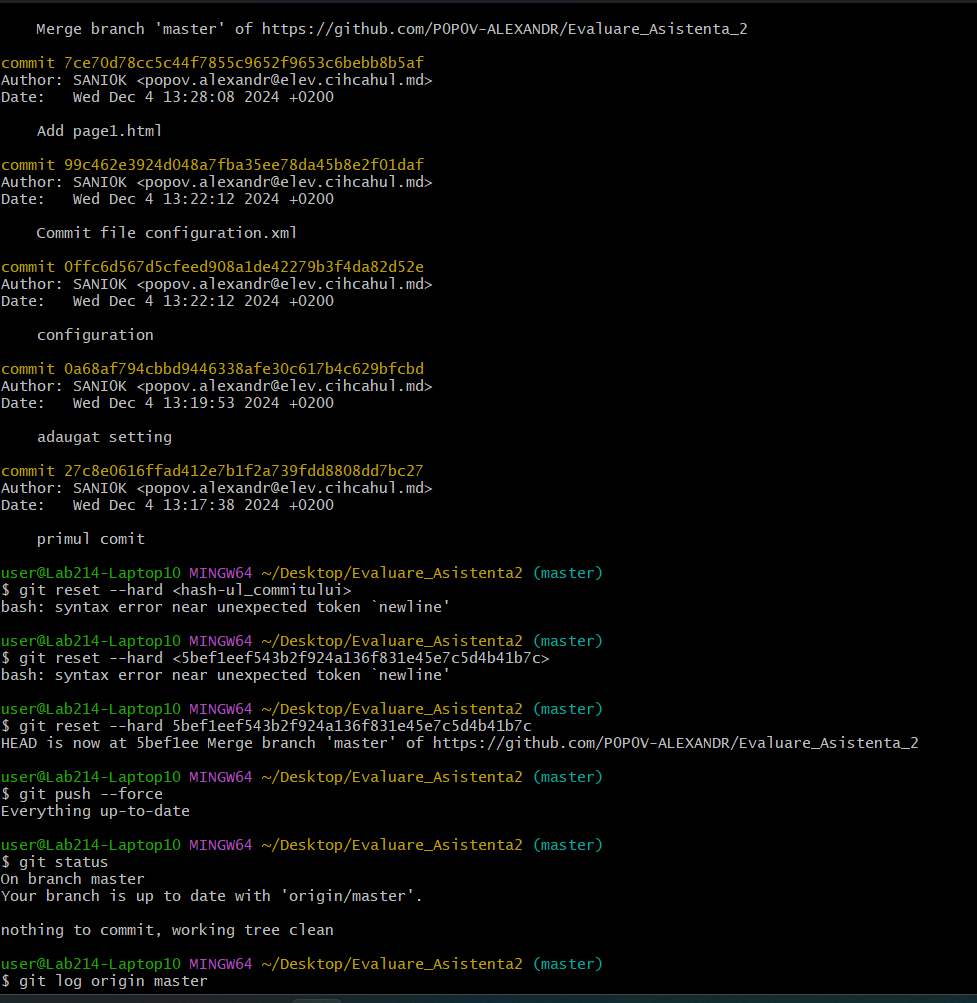 Merge branch 'master' of https://github.com/POPOV-ALEXANDR/Evaluare_Asistenta_2
commit 7ce70d78cc5c44f7855c9652f9653c6bebb8b5af
Author: SANIOK <popov.alexandr@elev.cihcahul.md>
Date:   Wed Dec 4 13:28:08 2024 +0200
Add page1.html
commit 99c462e3924d048a7fba35ee78da45b8e2f01daf
Author: SANIOK <popov.alexandr@elev.cihcahul.md>
Date:   Wed Dec 4 13:22:12 2024 +0200
Commit file configuration.xml
commit 0ffc6d567d5cfeed908a1de42279b3f4da82d52e
Author: SANIOK <popov.alexandr@elev.cihcahul.md>
Date:   Wed Dec 4 13:22:12 2024 +0200
configuration
commit 0a68af794cbbd9446338afe30c617b4c629bfcbd
Author: SANIOK <popov.alexandr@elev.cihcahul.md>
Date:   Wed Dec 4 13:19:53 2024 +0200
adaugat setting
commit 27c8e0616ffad412e7b1f2a739fdd8808dd7bc27
Author: SANIOK <popov.alexandr@elev.cihcahul.md>
Date:   Wed Dec 4 13:17:38 2024 +0200
primul comit
user@Lab214-Laptop10 MINGW64 ~/Desktop/Evaluare_Asistenta2 (master)
$ git reset --hard <hash-ul_commitului>
bash: syntax error near unexpected token `newline'
user@Lab214-Laptop10 MINGW64 ~/Desktop/Evaluare_Asistenta2 (master)
$ git reset --hard <5bef1eef543b2f924a136f831e45e7c5d4b41b7c>
bash: syntax error near unexpected token `newline'
user@Lab214-Laptop10 MINGW64 ~/Desktop/Evaluare_Asistenta2 (master)
$ git reset --hard 5bef1eef543b2f924a136f831e45e7c5d4b41b7c
HEAD is now at 5bef1ee Merge branch 'master' of https://github.com/POPOV-ALEXANDR/Evaluare_Asistenta_2
user@Lab214-Laptop10 MINGW64 ~/Desktop/Evaluare_Asistenta2 (master)
$ git push --force
Everything up-to-date
user@Lab214-Laptop10 MINGW64 ~/Desktop/Evaluare_Asistenta2 (master)
$ git status
On branch master
Your branch is up to date with 'origin/master'.
nothing to commit, working tree clean
user@Lab214-Laptop10 MINGW64 ~/Desktop/Evaluare_Asistenta2 (master)
$ git log origin master